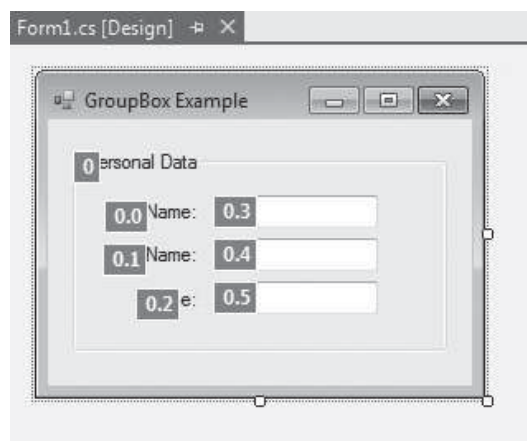 Form1.cs [Design]
GroupBox Example
0 ersonal Data
0.0 Name: 0.3
0.1 Name: 0.4
0.2 e: 0.5